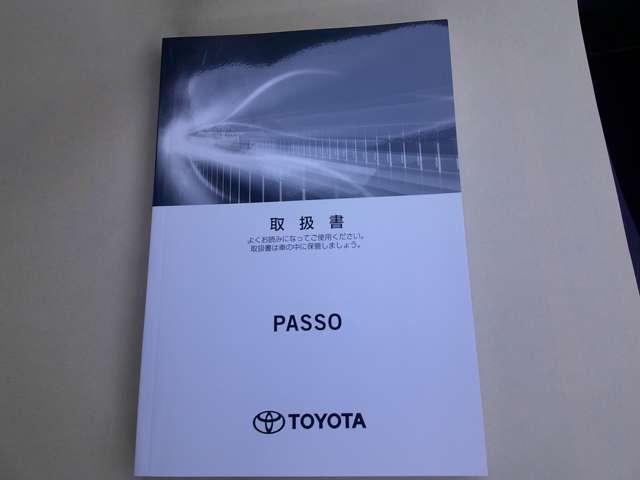 取扱書
よくお読みになってご使用ください。
取扱書は車の中に保管しましょう。
PASSO
TOYOTA